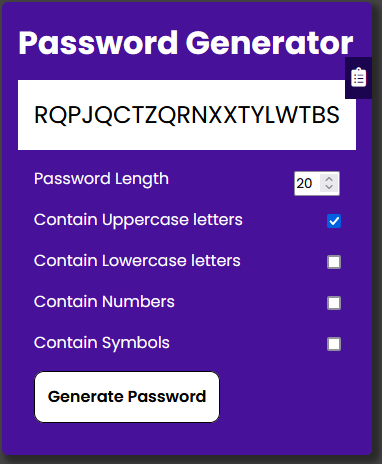 Password Generator
RQPJQCTZQRNXXTYLWTBS
Password Length 20
Contain Uppercase letters
Contain Lowercase letters
Contain Numbers
Contain Symbols
Generate Password